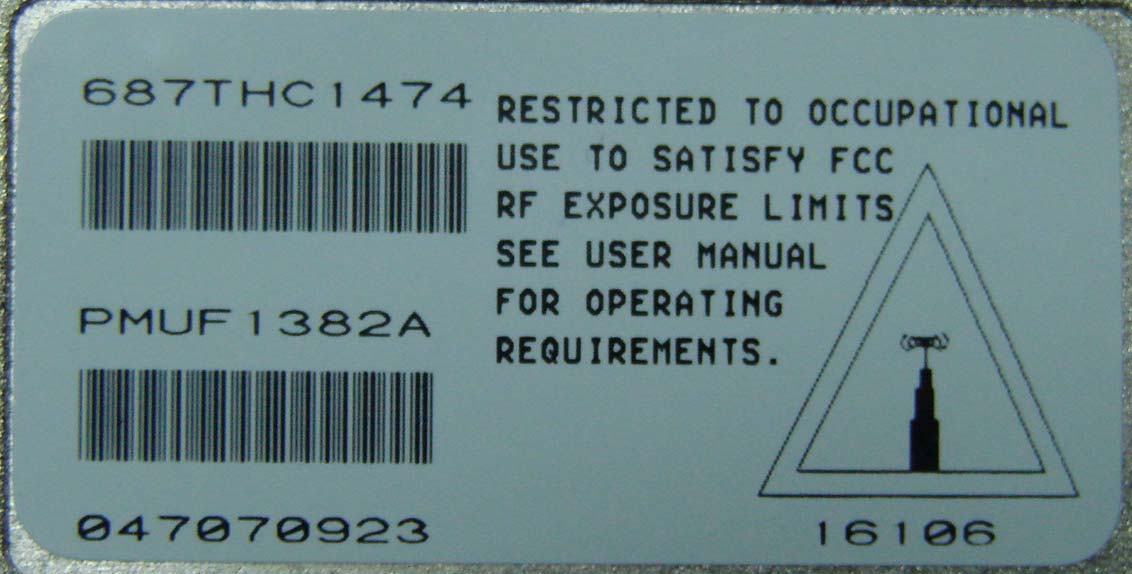 687THC1474
PMUF1382A
047070923
RESTRICTED TO OCCUPATIONAL
USE TO SATISFY FCC
RF EXPOSURE LIMITS
SEE USER MANUAL
FOR OPERATING
REQUIREMENTS.
16106